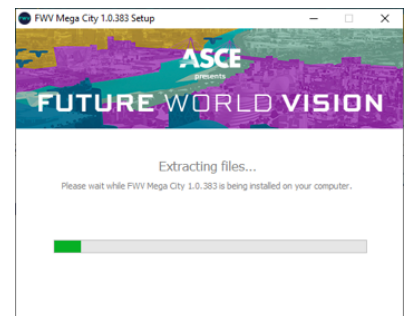 FWV Mega City 1.0.383 Setup
ASCE
presents
FUTURE WORLD VISION
Extracting files...
Please wait while FWV Mega City 1.0.383 is being installed on your computer.